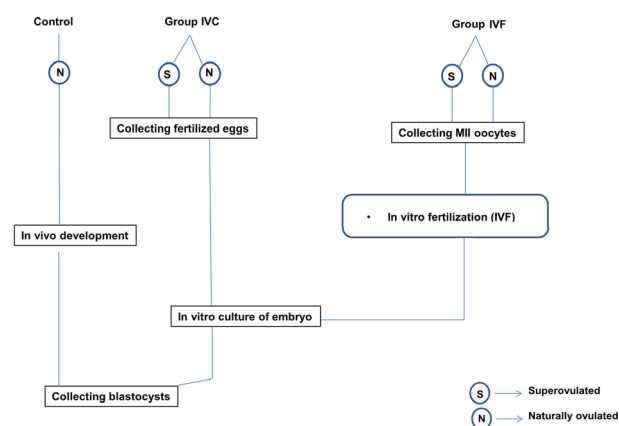 Control
Group IVC
Group IVF
N
S
N
S
N
Collecting fertilized eggs
Collecting MII oocytes
• In vitro fertilization (IVF)
In vivo development
In vitro culture of embryo
Collecting blastocysts
S Superovulated
N Naturally ovulated